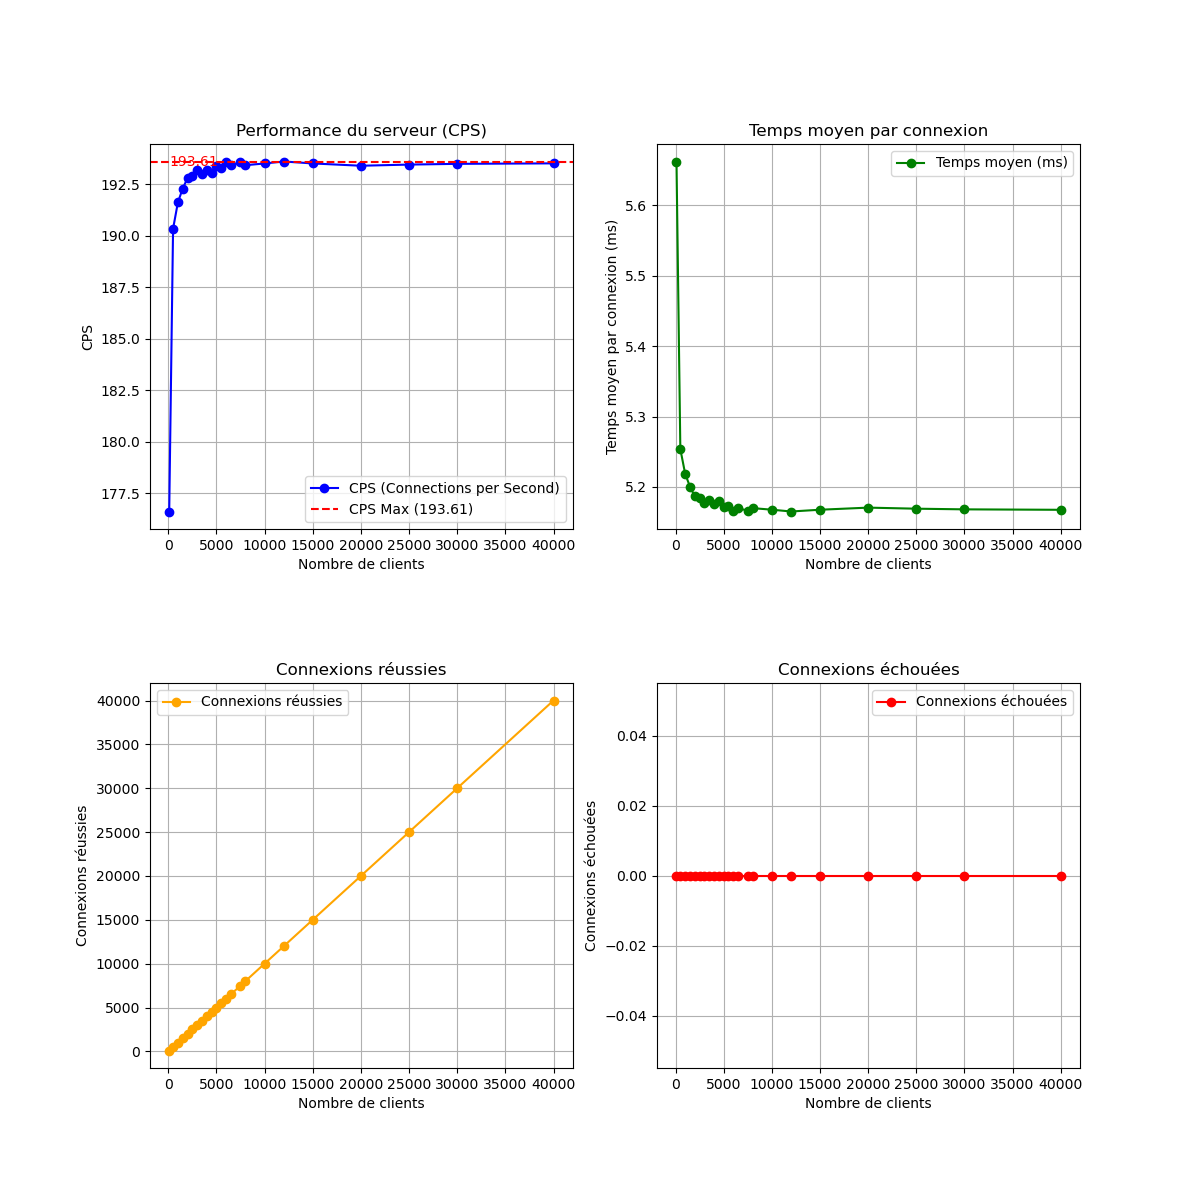 Performance du serveur (CPS)
193.61
192.5
190.0
187.5
185.0
182.5
180.0
177.5
CPS
CPS (Connections per Second)
CPS Max (193.61)
0 5000 10000 15000 20000 25000 30000 35000 40000
Nombre de clients
Temps moyen par connexion
Temps moyen (ms)
5.6
5.5
5.4
5.3
5.2
Temps moyen par connexion (ms)
0 5000 10000 15000 20000 25000 30000 35000 40000
Nombre de clients
Connexions réussies
Connexions réussies
40000
35000
30000
25000
20000
15000
10000
5000
0
Connexions réussies
0 5000 10000 15000 20000 25000 30000 35000 40000
Nombre de clients
Connexions échouées
Connexions échouées
0.04
0.02
0.00
−0.02
−0.04
Connexions échouées
0 5000 10000 15000 20000 25000 30000 35000 40000
Nombre de clients